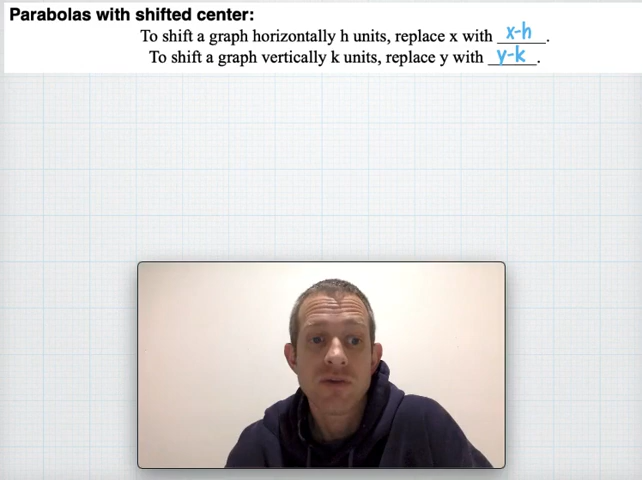 Parabolas with shifted center:
To shift a graph horizontally h units, replace x with x-h.
To shift a graph vertically k units, replace y with y-k.